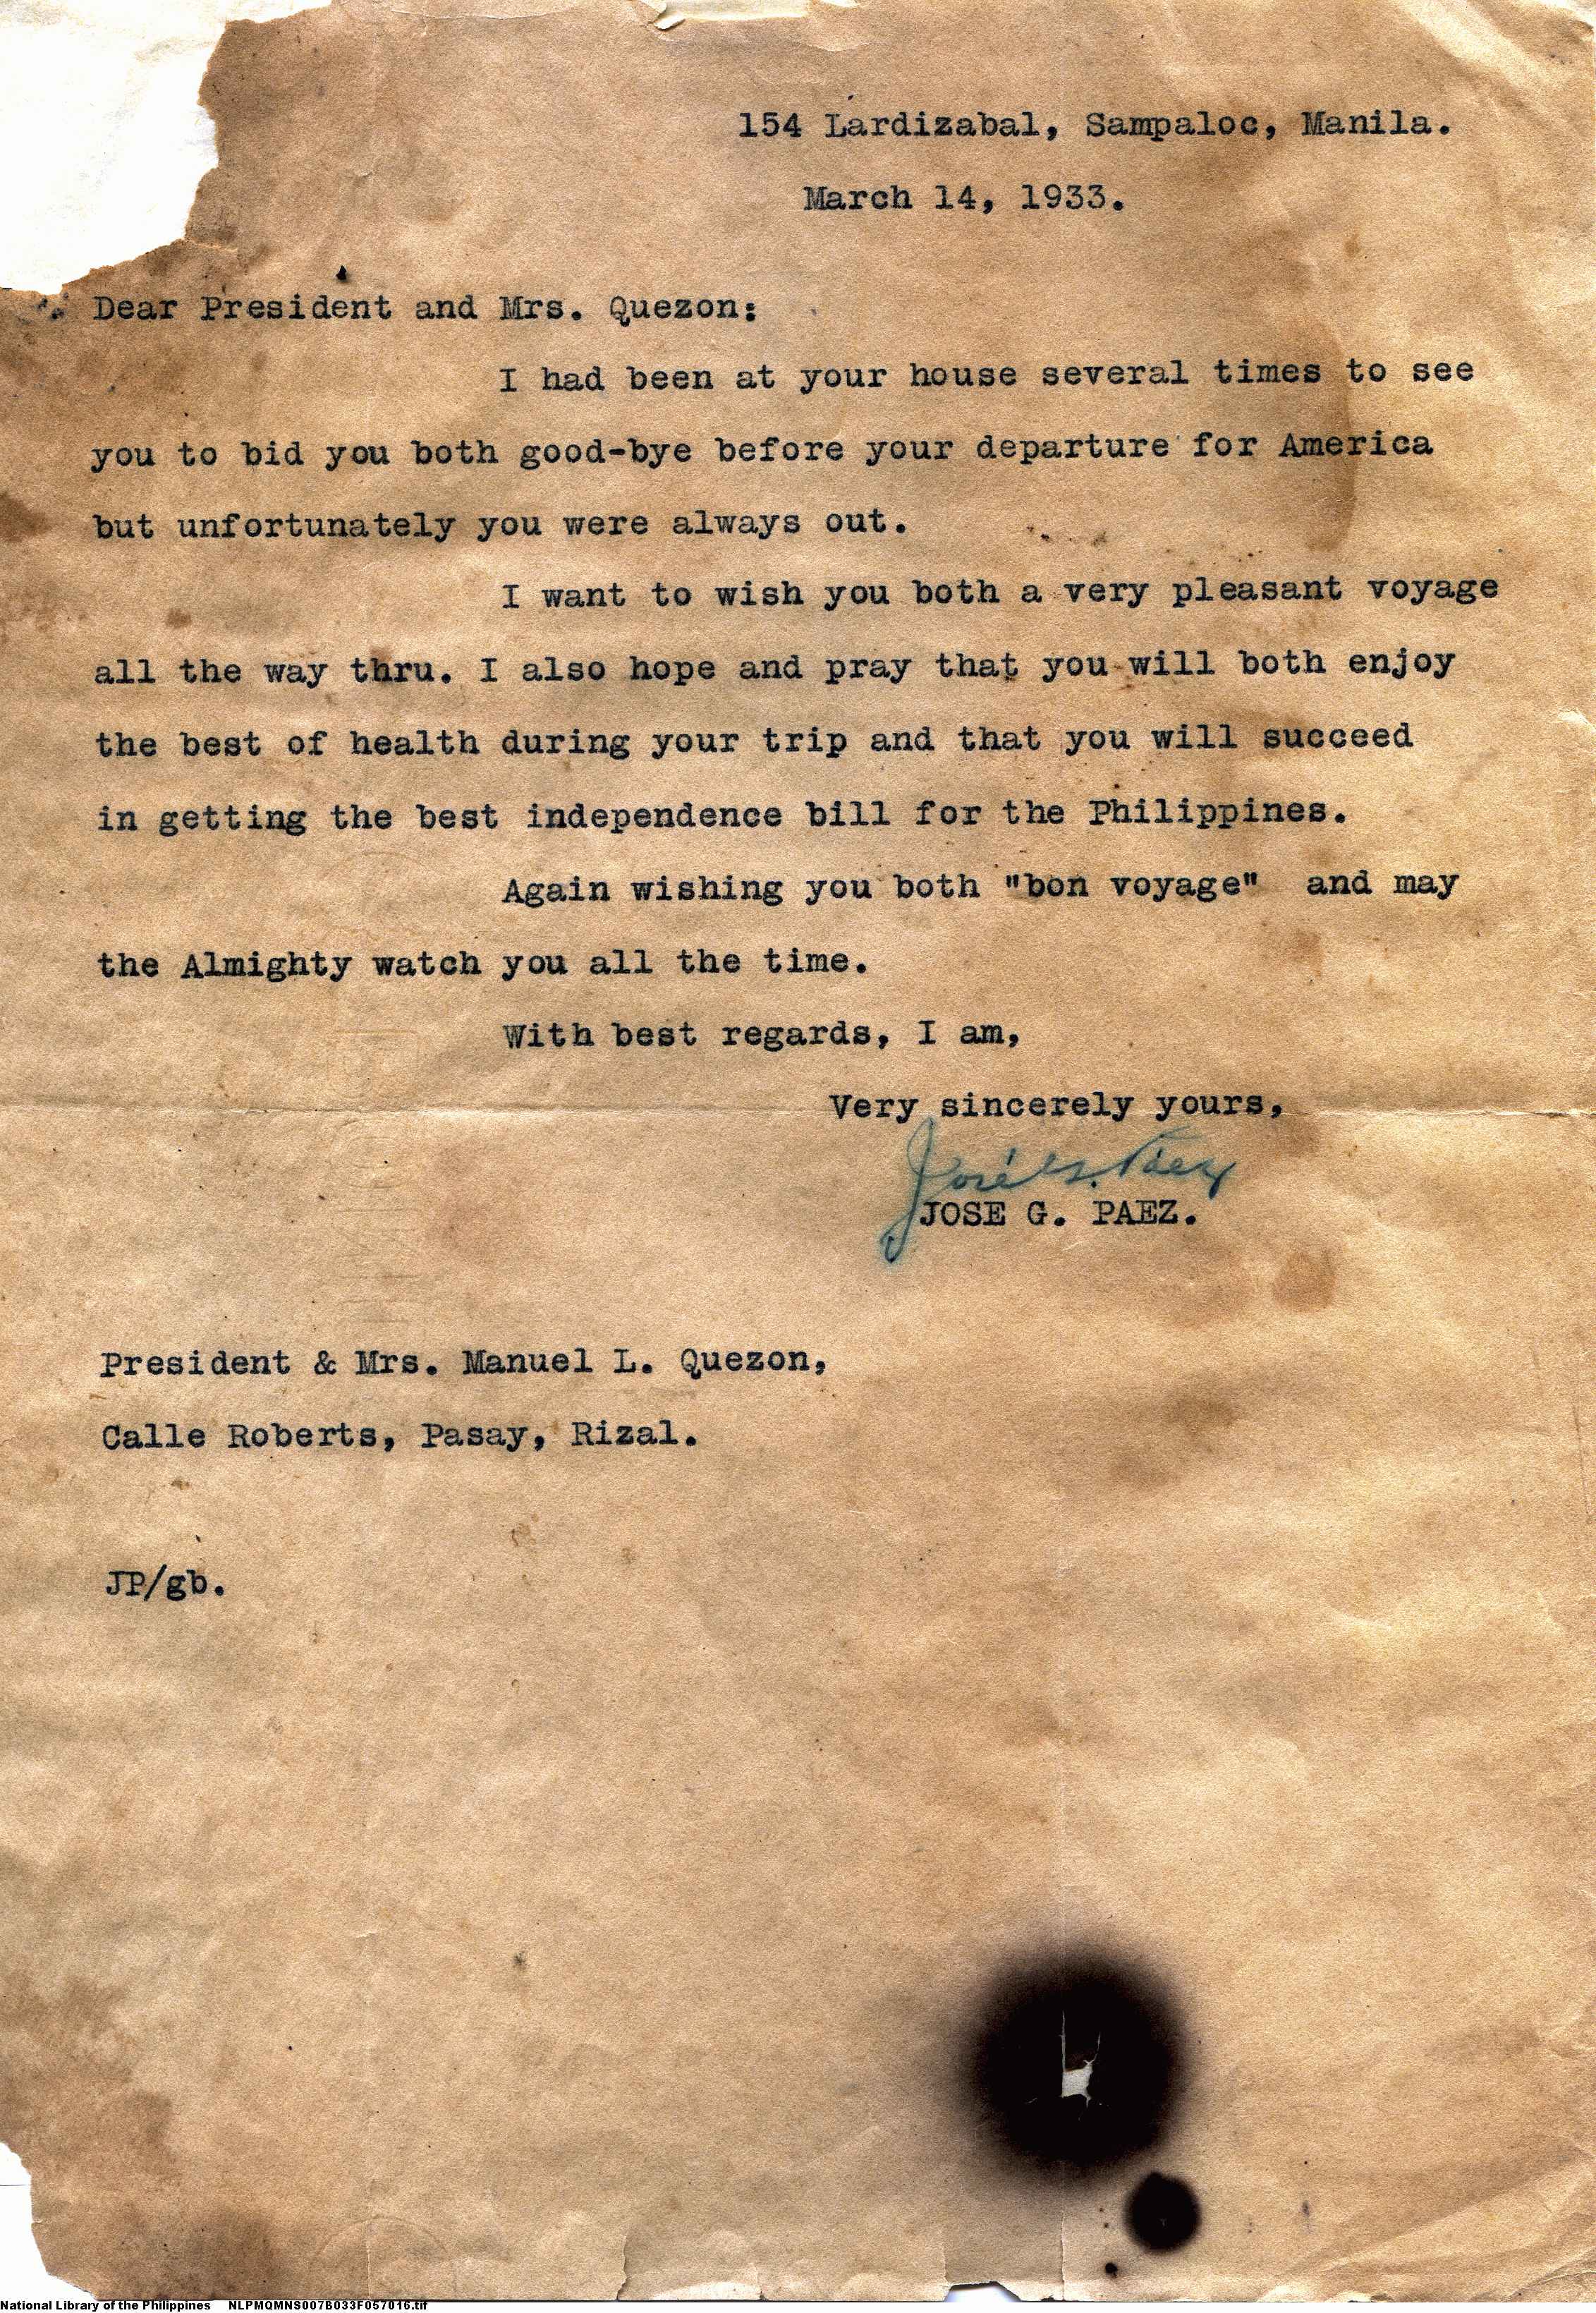 154 Lardizabal, Sampaloc, Manila.
March 14, 1933.
Dear President and Mrs. Quezon:
I had been at your house several times to see
you to bid you both good-bye before your departure for America
but unfortunately you were always out.
I want to wish you both a very pleasant voyage
all the way thru. I also hope and pray that you will both enjoy
the best of health during your trip and that you will succeed
in getting the best independence bill for the Philippines.
Again wishing you both "bon voyage" and may
the Almighty watch you all the time.
With best regards, I am,
Very sincerely yours,
José G. Paez
JOSE G. PAEZ.
President & Mrs. Manuel L. Quezon,
Calle Roberts, Pasay, Rizal.
JP/gb.
National Library of the Philippines NLPMQMNS007B033F057016.tif